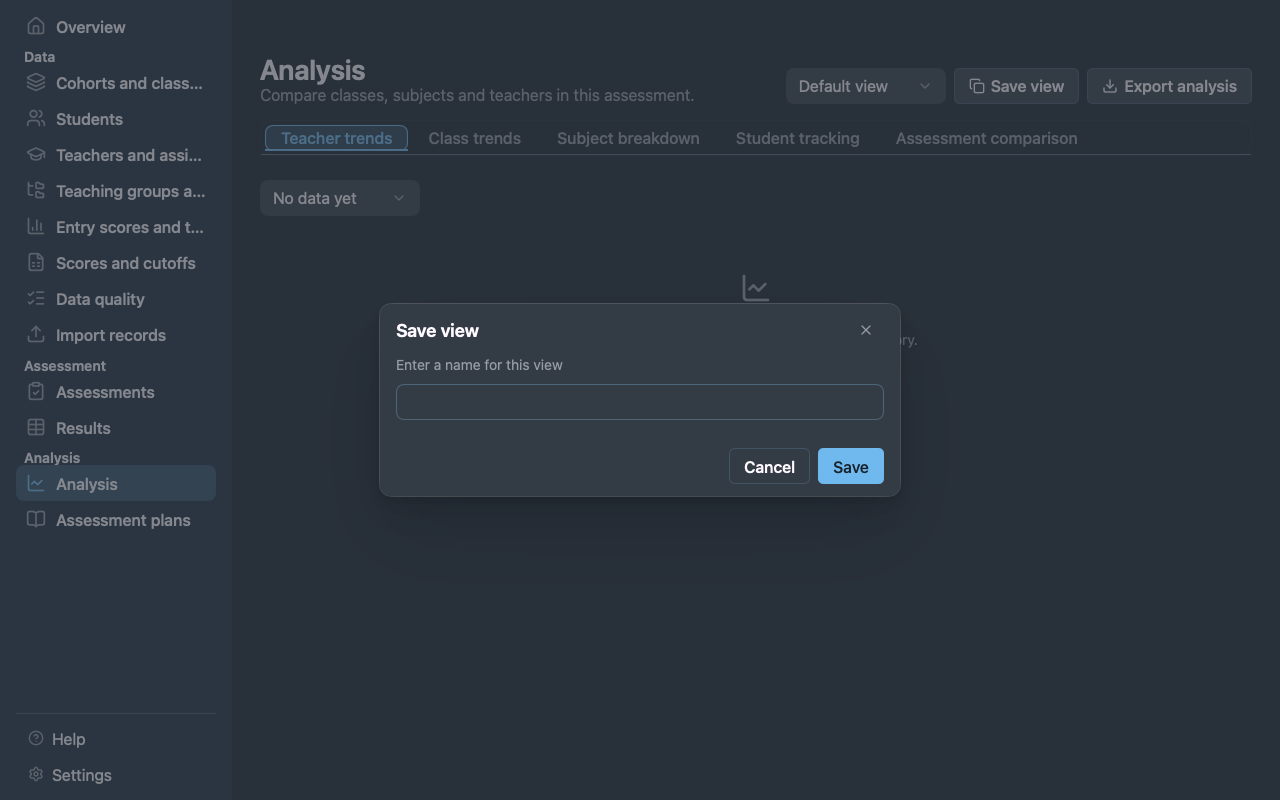 Overview
Data
Cohorts and class...
Students
Teachers and assi...
Teaching groups a...
Entry scores and t...
Scores and cutoffs
Data quality
Import records
Assessment
Assessments
Results
Analysis
Analysis
Assessment plans
Help
Settings
Analysis
Compare classes, subjects and teachers in this assessment.
Default view
Save view
Export analysis
Teacher trends
Class trends
Subject breakdown
Student tracking
Assessment comparison
No data yet
Save view
Enter a name for this view
Cancel
Save